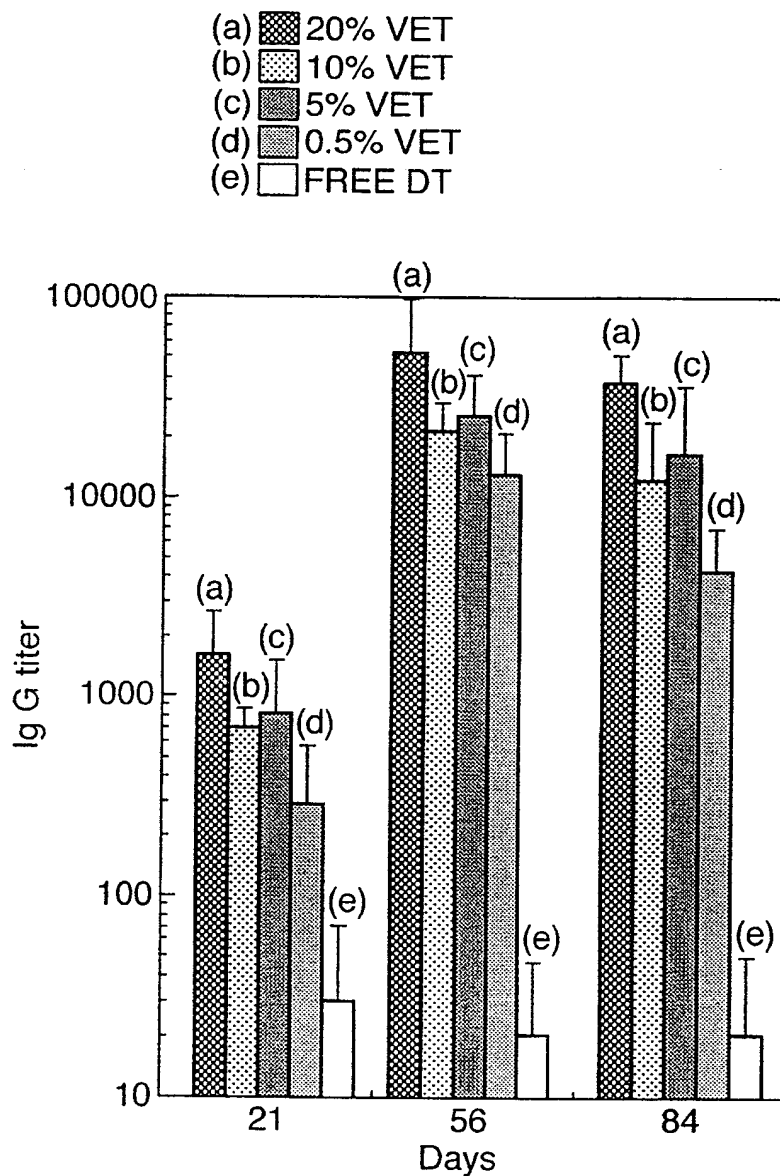 (a) 20% VET
(b) 10% VET
(c) 5% VET
(d) 0.5% VET
(e) FREE DT
(a)
100000
(a)
(c)
(b)
(c)
(b)
(d)
10000
(d)
(a)
(c)
1000
(b)
(d)
Ig G titer
100
(e)
(e)
(e)
10
21 56 84
Days